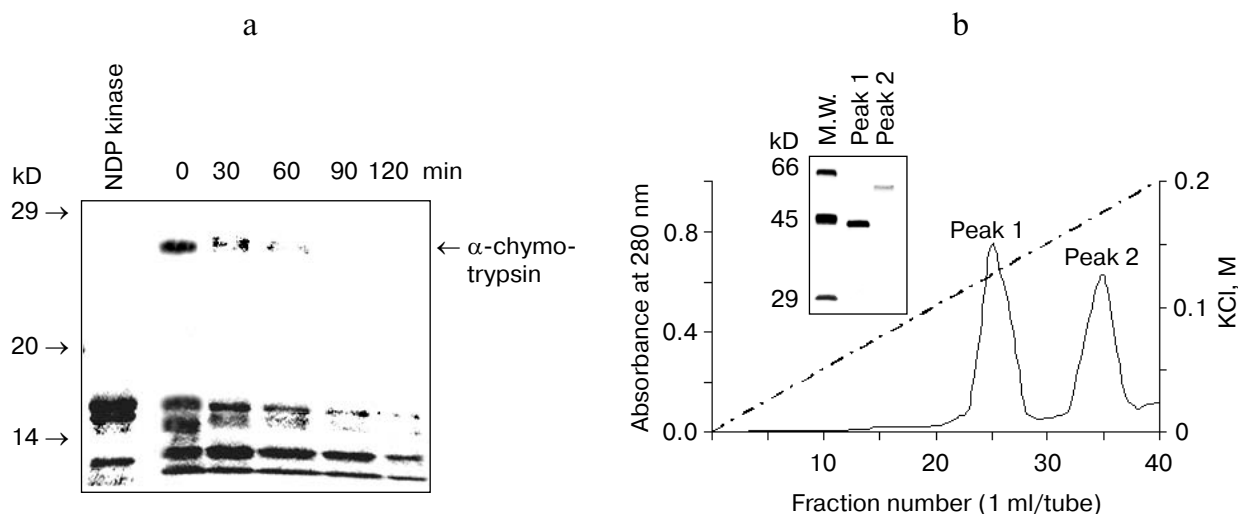 a
NDP kinase
kD
0 30 60 90 120 min
29 →
← α-chymo-
trypsin
20 →
14 →
b
M.W.
Peak 1
Peak 2
kD
66
45
29
Peak 1
Peak 2
Absorbance at 280 nm
0.8
0.4
0.0
0.2
0.1
0
KCl, M
10 20 30 40
Fraction number (1 ml/tube)